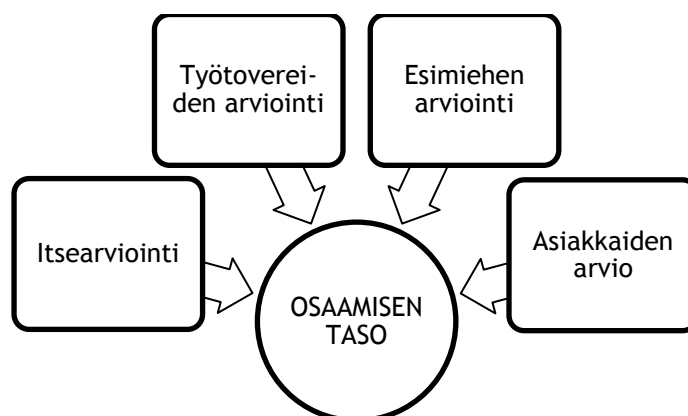 Työtoverei-
den arviointi
Esimiehen
arviointi
Itsearviointi
Asiakkaiden
arvio
OSAAMISEN
TASO